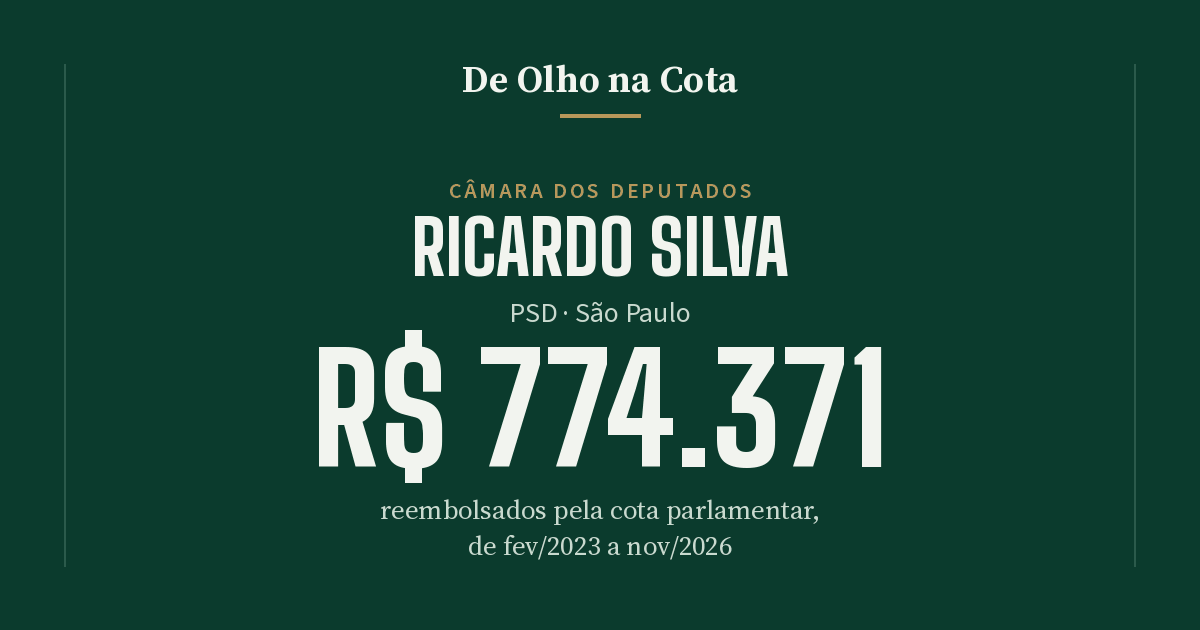 De Olho na Cota
CÂMARA DOS DEPUTADOS
RICARDO SILVA
PSD · São Paulo
R$ 774.371
reembolsados pela cota parlamentar,
de fev/2023 a nov/2026